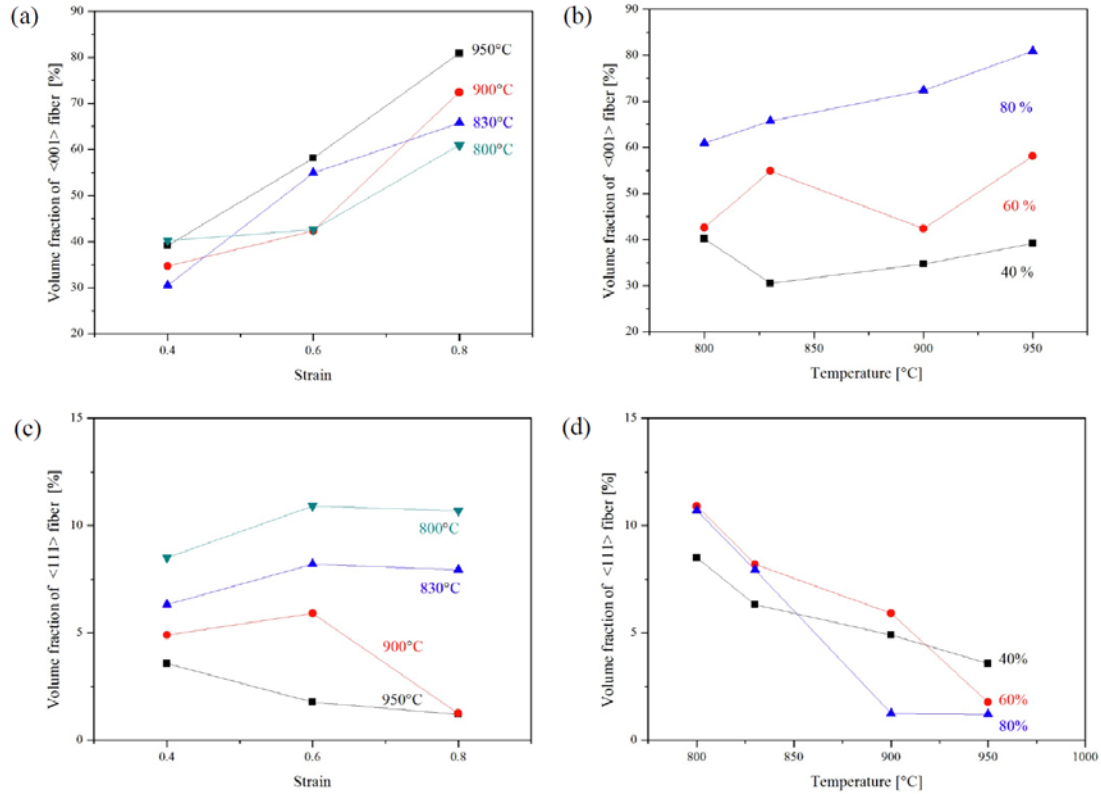 (a)
Volume fraction of <001> fiber [%]
90
80
70
60
50
40
30
20
950°C
900°C
830°C
800°C
0.4 0.6 0.8
Strain
(b)
Volume fraction of <001> fiber [%]
90
80
70
60
50
40
30
20
80 %
60 %
40 %
800 850 900 950
Temperature [°C]
(c)
Volume fraction of <111> fiber [%]
15
10
5
0
800°C
830°C
900°C
950°C
0.4 0.6 0.8
Strain
(d)
Volume fraction of <111> fiber [%]
15
10
5
0
40%
60%
80%
800 850 900 950 1000
Temperature [°C]